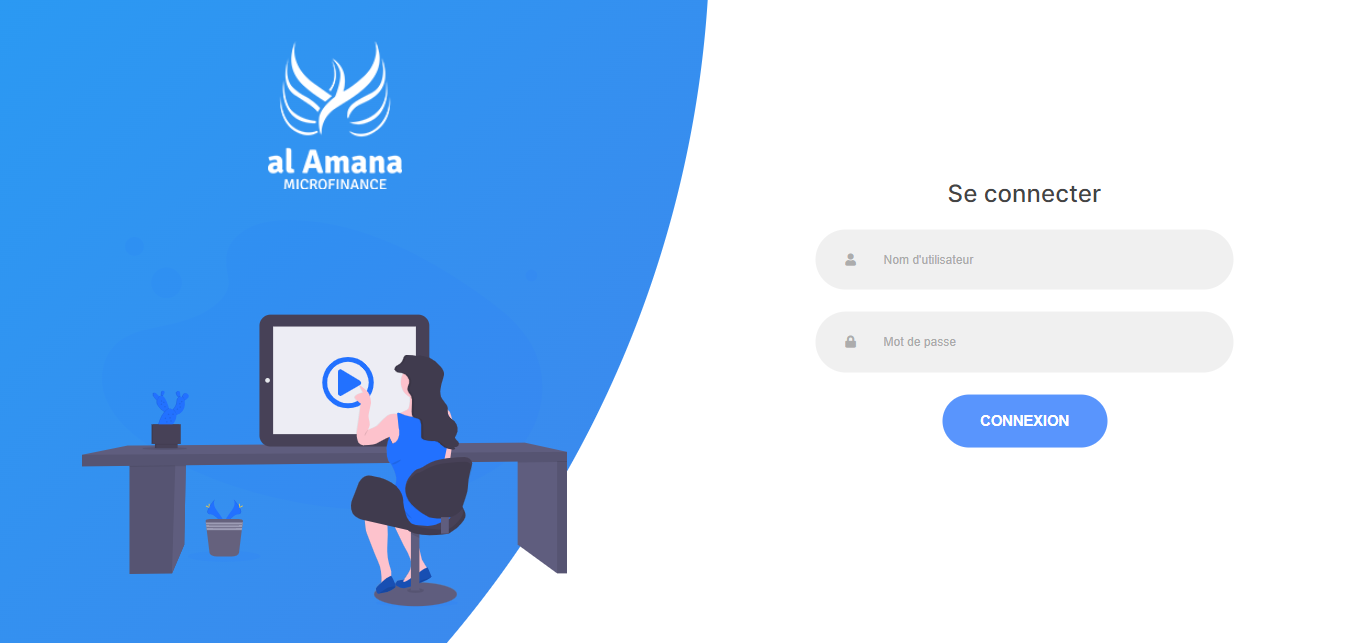 al Amana
MICROFINANCE
Se connecter
Nom d'utilisateur
Mot de passe
CONNEXION